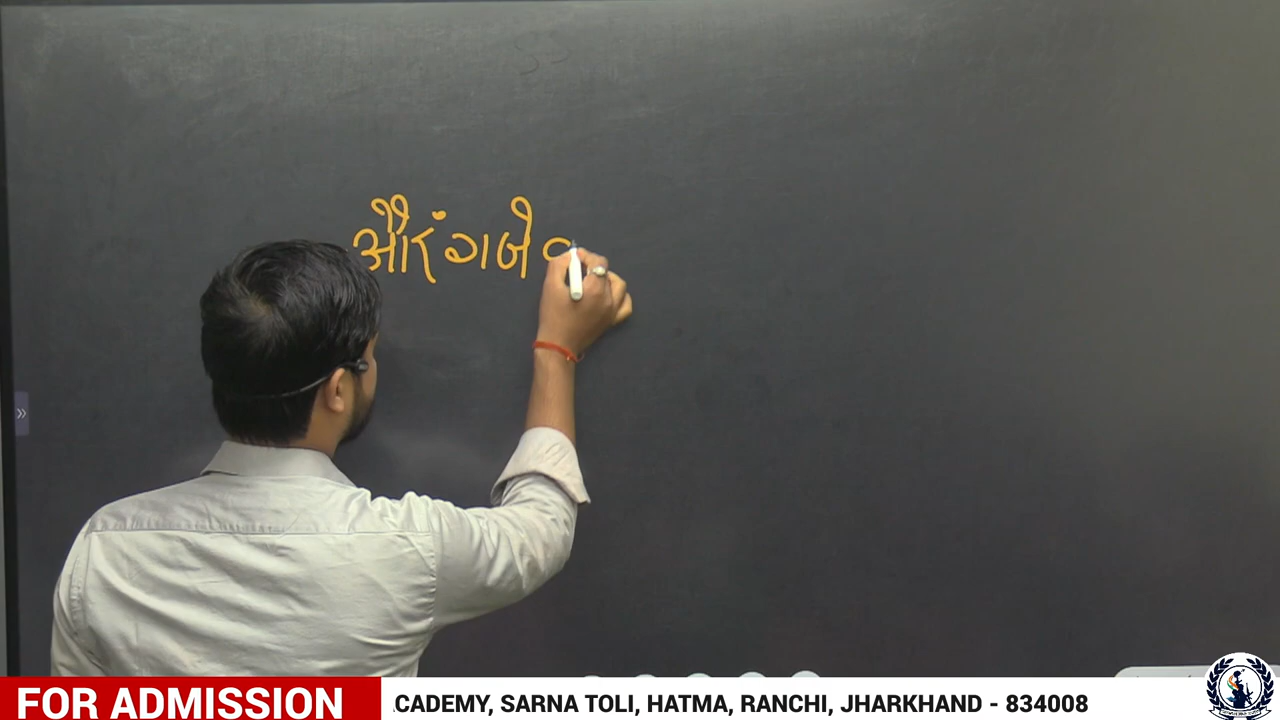 औरंगजे
»
FOR ADMISSION CADEMY, SARNA TOLI, HATMA, RANCHI, JHARKHAND - 834008